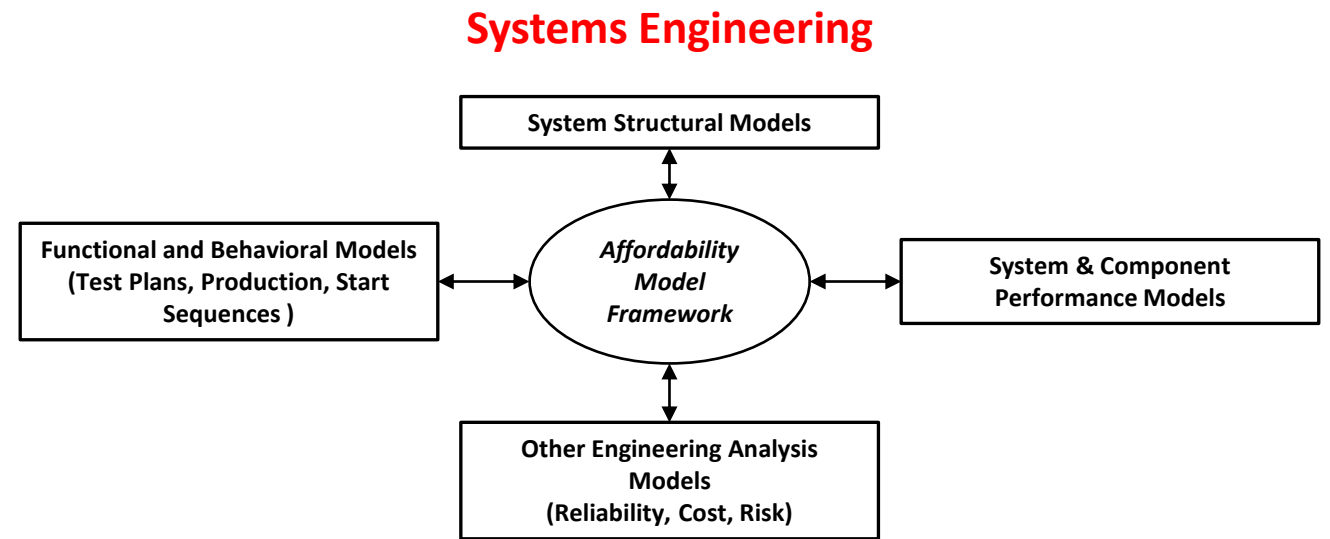 Systems Engineering
System Structural Models
Functional and Behavioral Models
(Test Plans, Production, Start
Sequences )
Affordability
Model
Framework
System & Component
Performance Models
Other Engineering Analysis
Models
(Reliability, Cost, Risk)